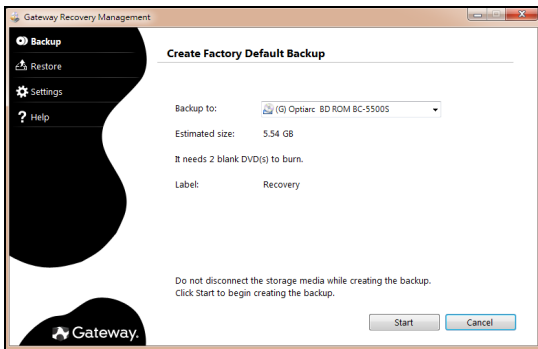 Gateway Recovery Management
Backup
Restore
Settings
Help
Create Factory Default Backup
Backup to: (G) Optiarc BD ROM BC-5500S
Estimated size: 5.54 GB
It needs 2 blank DVD(s) to burn.
Label: Recovery
Do not disconnect the storage media while creating the backup.
Click Start to begin creating the backup.
Start Cancel
Gateway.